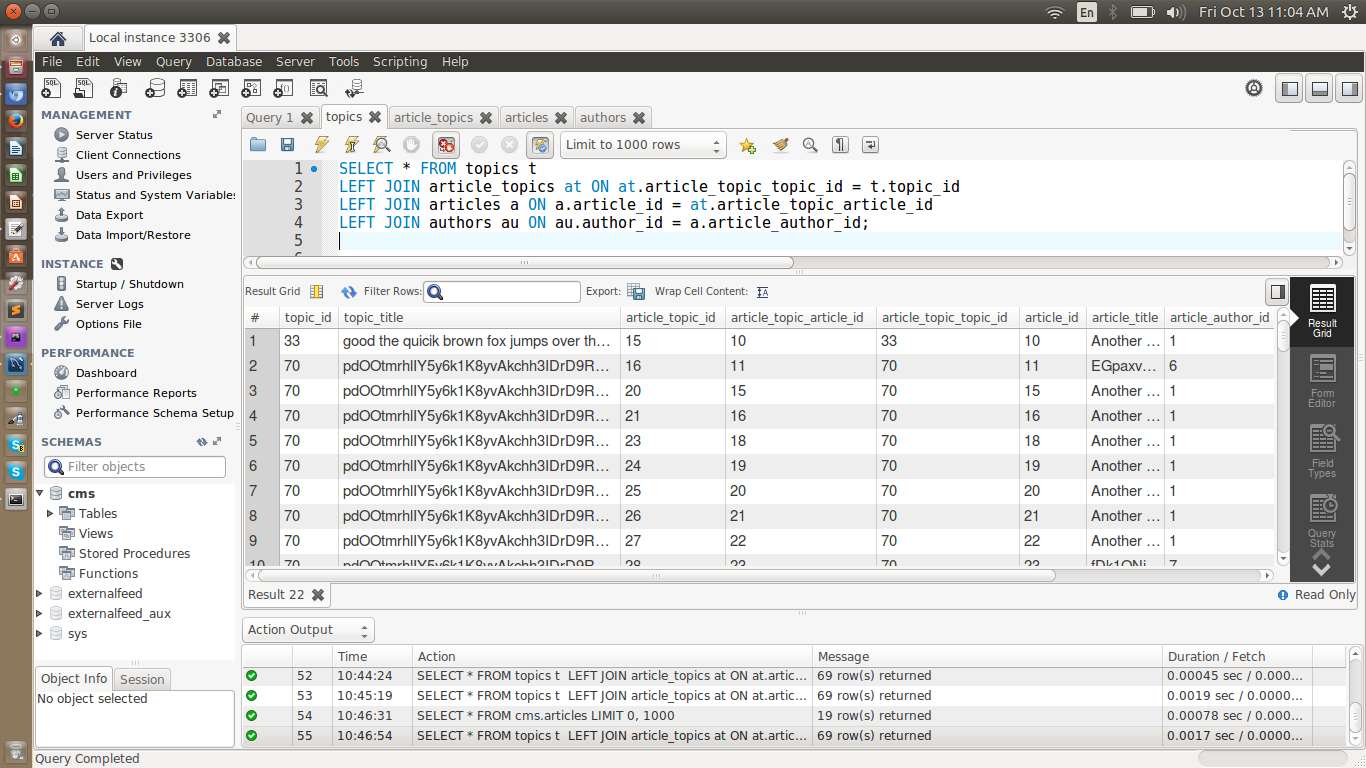 En
Fri Oct 13 11:04 AM
Local instance 3306
File Edit View Query Database Server Tools Scripting Help
MANAGEMENT
Server Status
Client Connections
Users and Privileges
Status and System Variables
Data Export
Data Import/Restore
INSTANCE
Startup / Shutdown
Server Logs
Options File
PERFORMANCE
Dashboard
Performance Reports
Performance Schema Setup
SCHEMAS
Filter objects
cms
Tables
Views
Stored Procedures
Functions
externalfeed
externalfeed_aux
sys
Object Info Session
No object selected
Query 1 topics article_topics articles authors
Limit to 1000 rows
1 SELECT * FROM topics t
2 LEFT JOIN article_topics at ON at.article_topic_topic_id = t.topic_id
3 LEFT JOIN articles a ON a.article_id = at.article_topic_article_id
4 LEFT JOIN authors au ON au.author_id = a.article_author_id;
5
Result Grid Filter Rows: Export: Wrap Cell Content:
# topic_id topic_title article_topic_id article_topic_article_id article_topic_topic_id article_id article_title article_author_id
1 33 good the quicik brown fox jumps over th... 15 10 33 10 Another ... 1
2 70 pdOOtmrhlIY5y6k1K8yvAkchh3IDrD9R... 16 11 70 11 EGpaxv... 6
3 70 pdOOtmrhlIY5y6k1K8yvAkchh3IDrD9R... 20 15 70 15 Another ... 1
4 70 pdOOtmrhlIY5y6k1K8yvAkchh3IDrD9R... 21 16 70 16 Another ... 1
5 70 pdOOtmrhlIY5y6k1K8yvAkchh3IDrD9R... 23 18 70 18 Another ... 1
6 70 pdOOtmrhlIY5y6k1K8yvAkchh3IDrD9R... 24 19 70 19 Another ... 1
7 70 pdOOtmrhlIY5y6k1K8yvAkchh3IDrD9R... 25 20 70 20 Another ... 1
8 70 pdOOtmrhlIY5y6k1K8yvAkchh3IDrD9R... 26 21 70 21 Another ... 1
9 70 pdOOtmrhlIY5y6k1K8yvAkchh3IDrD9R... 27 22 70 22 Another ... 1
10 70 pdOOtmrhlIY5y6k1K8yvAkchh3IDrD9R... 28 23 70 23 7
Result Grid
Form Editor
Field Types
Query Stats
Result 22
Read Only
Action Output
Time Action Message Duration / Fetch
52 10:44:24 SELECT * FROM topics t LEFT JOIN article_topics at ON at.artic... 69 row(s) returned 0.00045 sec / 0.000...
53 10:45:19 SELECT * FROM topics t LEFT JOIN article_topics at ON at.artic... 69 row(s) returned 0.0019 sec / 0.0000...
54 10:46:31 SELECT * FROM cms.articles LIMIT 0, 1000 19 row(s) returned 0.00078 sec / 0.000...
55 10:46:54 SELECT * FROM topics t LEFT JOIN article_topics at ON at.artic... 69 row(s) returned 0.0017 sec / 0.0000...
Query Completed